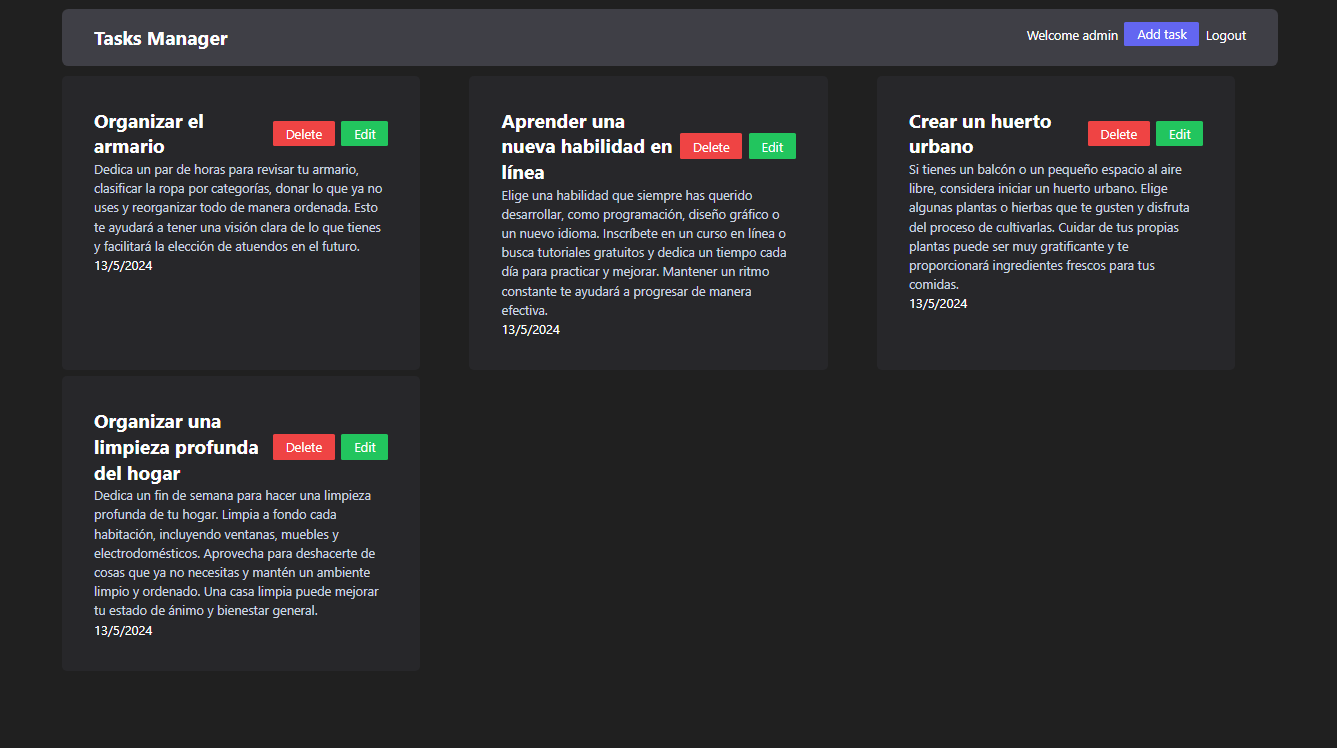 Tasks Manager
Welcome admin
Add task
Logout
Organizar el
armario
Delete
Edit
Dedica un par de horas para revisar tu armario,
clasificar la ropa por categorías, donar lo que ya no
uses y reorganizar todo de manera ordenada. Esto
te ayudará a tener una visión clara de lo que tienes
y facilitará la elección de atuendos en el futuro.
13/5/2024
Aprender una
nueva habilidad en
línea
Delete
Edit
Elige una habilidad que siempre has querido
desarrollar, como programación, diseño gráfico o
un nuevo idioma. Inscríbete en un curso en línea o
busca tutoriales gratuitos y dedica un tiempo cada
día para practicar y mejorar. Mantener un ritmo
constante te ayudará a progresar de manera
efectiva.
13/5/2024
Crear un huerto
urbano
Delete
Edit
Si tienes un balcón o un pequeño espacio al aire
libre, considera iniciar un huerto urbano. Elige
algunas plantas o hierbas que te gusten y disfruta
del proceso de cultivarlas. Cuidar de tus propias
plantas puede ser muy gratificante y te
proporcionará ingredientes frescos para tus
comidas.
13/5/2024
Organizar una
limpieza profunda
del hogar
Delete
Edit
Dedica un fin de semana para hacer una limpieza
profunda de tu hogar. Limpia a fondo cada
habitación, incluyendo ventanas, muebles y
electrodomésticos. Aprovecha para deshacerte de
cosas que ya no necesitas y mantén un ambiente
limpio y ordenado. Una casa limpia puede mejorar
tu estado de ánimo y bienestar general.
13/5/2024